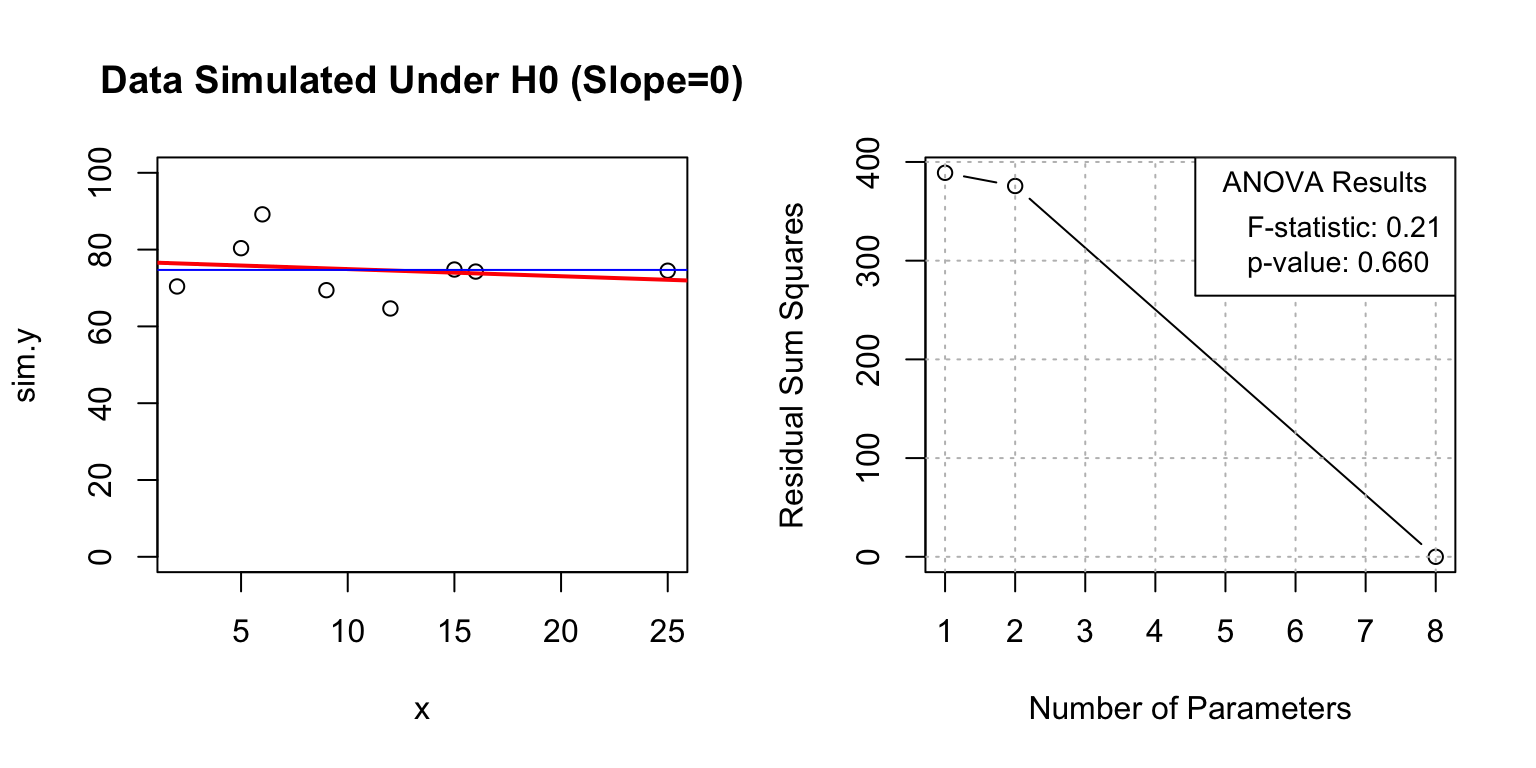 Data Simulated Under H0 (Slope=0)
sim.y
100
80
60
40
20
0
5 10 15 20 25
x
Residual Sum Squares
400
300
200
100
0
ANOVA Results
F-statistic: 0.21
p-value: 0.660
1 2 3 4 5 6 7 8
Number of Parameters